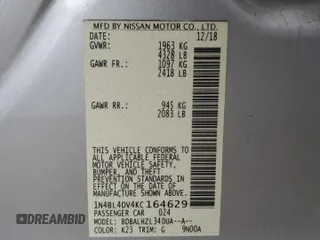 MFD BY NISSAN MOTOR CO., LTD.
DATE: 12/18
GVWR: 1963 KG
4328 LB
GAWR FR.: 1097 KG
2418 LB
GAWR RR: 945 KG
2083 LB
THIS VEHICLE CONFORMS TO ALL
APPLICABLE FEDERAL MOTOR
VEHICLE SAFETY,
BUMPER, AND THEFT
PREVENTION STANDARDS
IN EFFECT ON THE DATE OF
MANUFACTURE SHOWN ABOVE.
1N4BL4DV4KC164629
PASSENGER CAR 024
MODEL: BDBALHZL34DUA--A--
COLOR: K23 TRIM: G 9N00A
DREAMBID